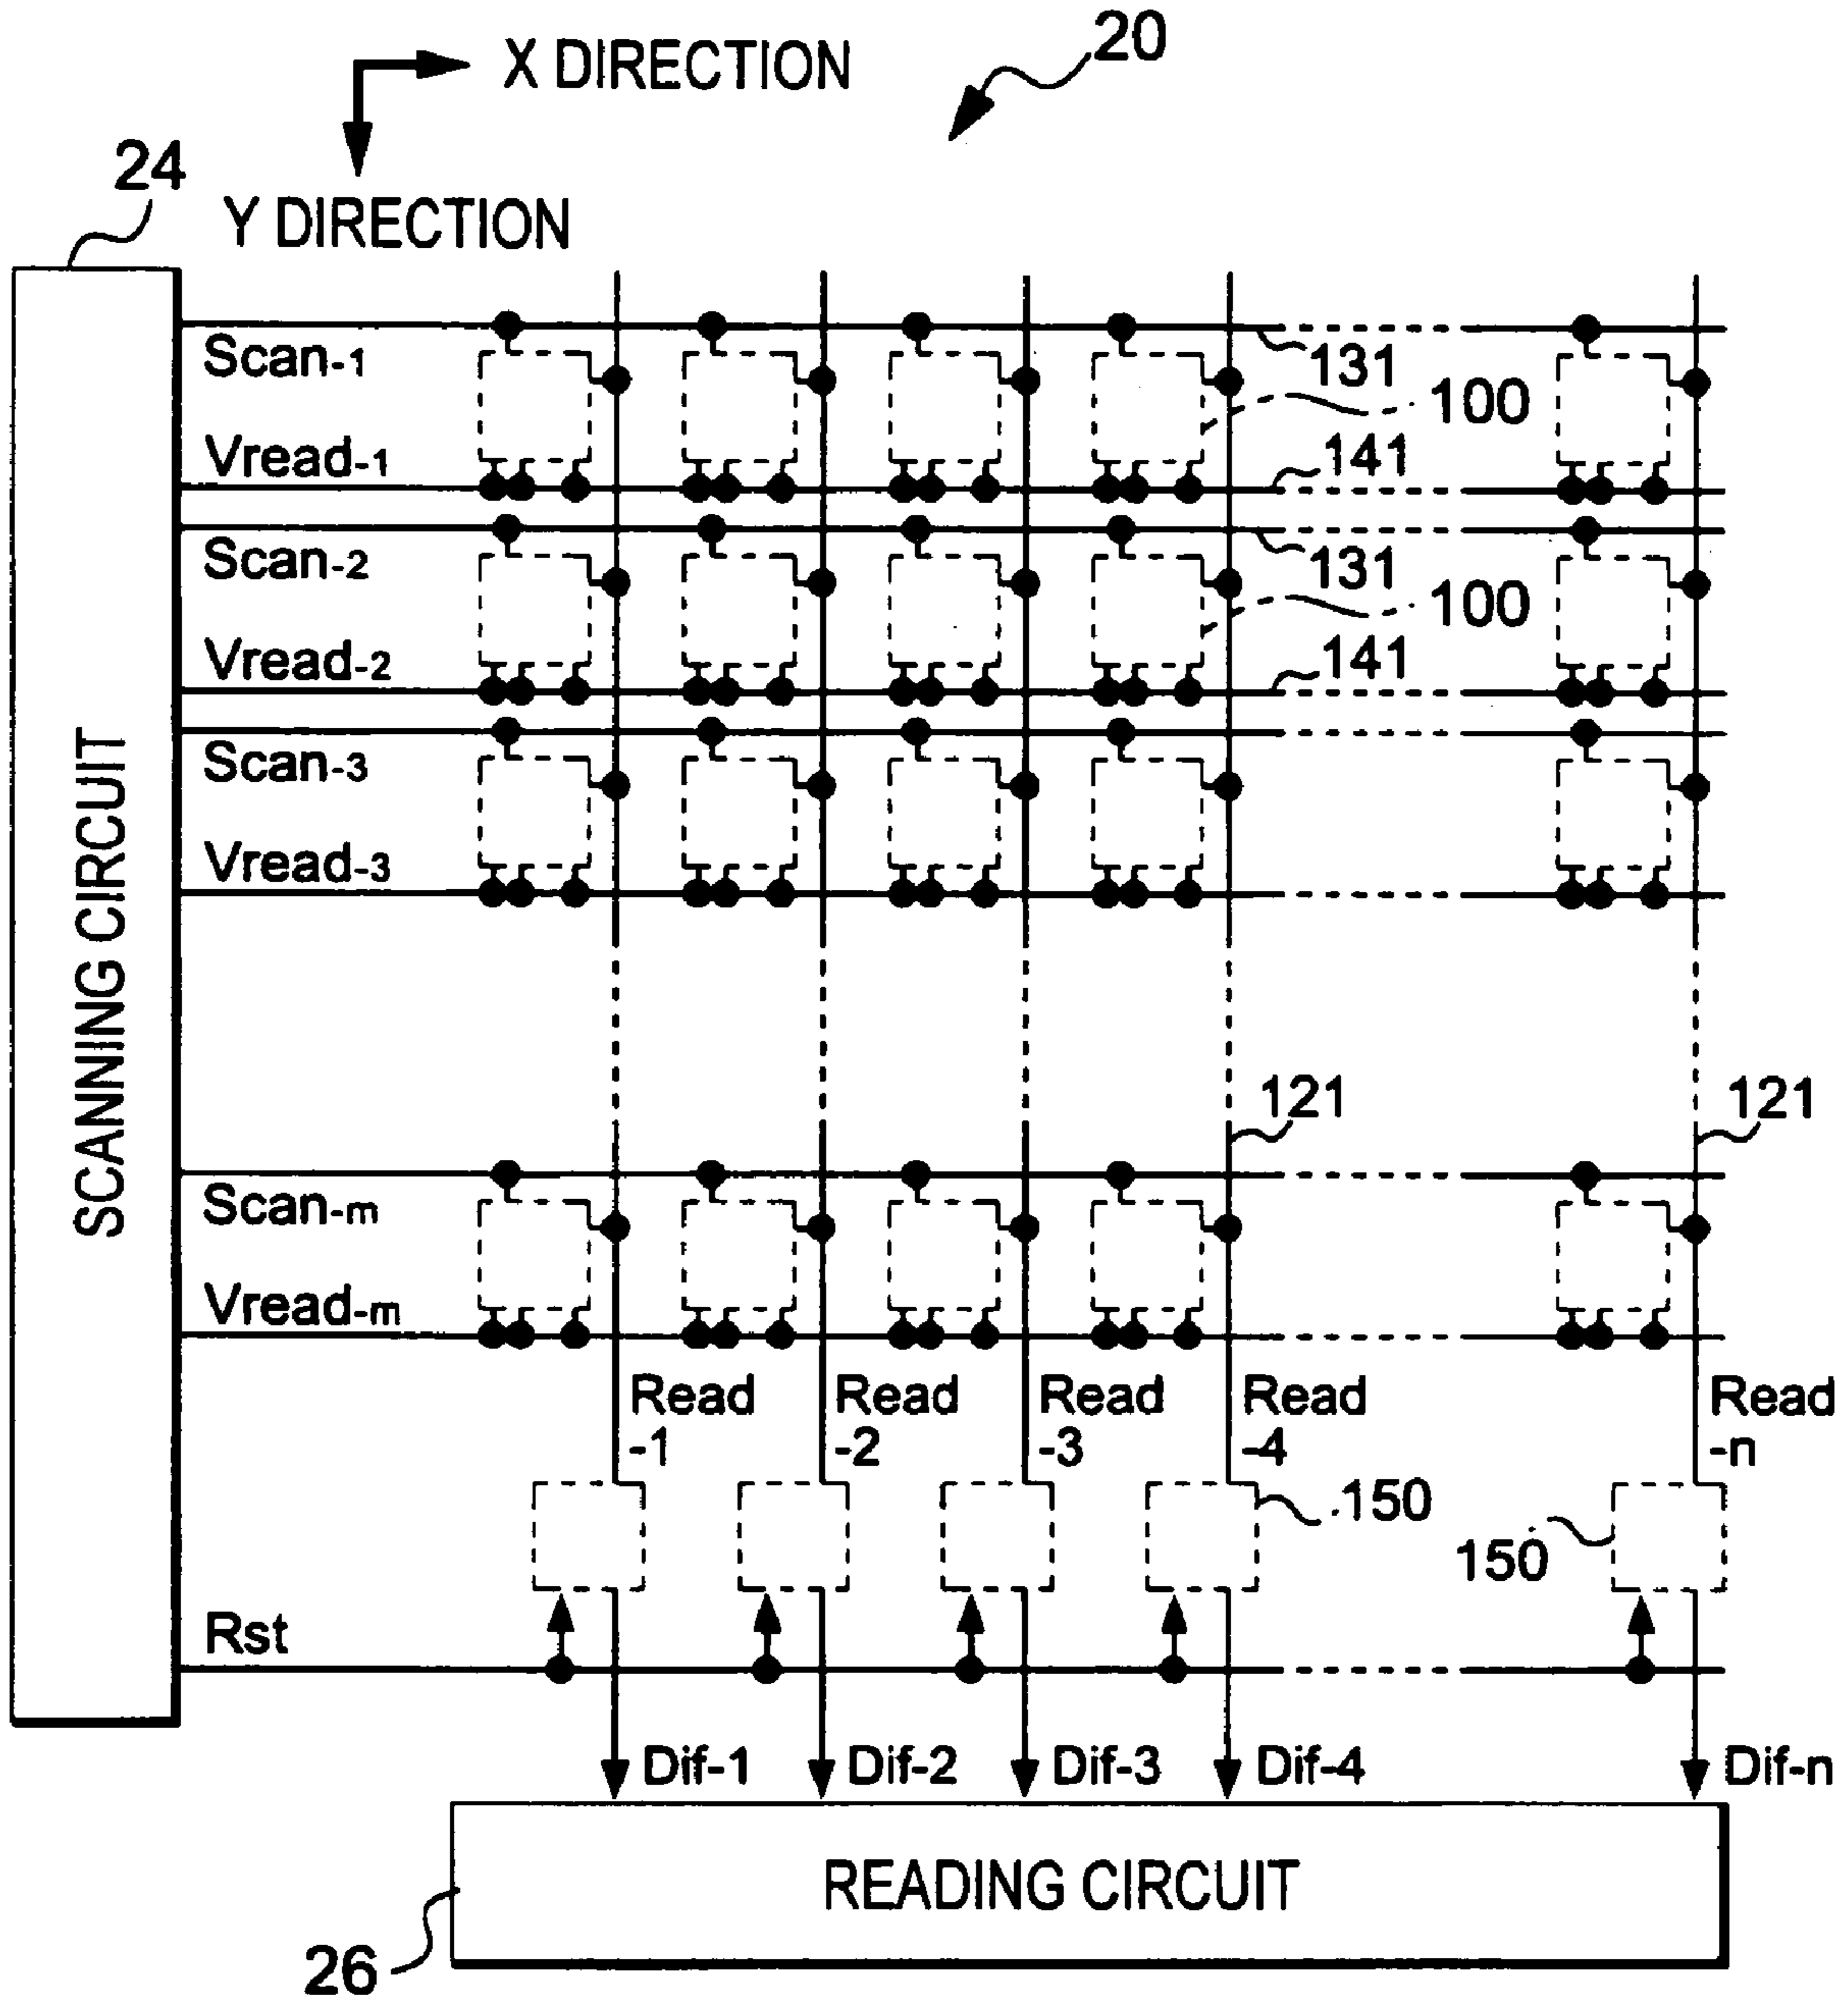 20
X DIRECTION
24
Y DIRECTION
SCANNING CIRCUIT
Scan-1
131
100
Vread-1
141
Scan-2
131
100
Vread-2
141
Scan-3
Vread-3
121
121
Scan-m
Vread-m
Read
-1
Read
-2
Read
-3
Read
-4
Read
-n
150
150
Rst
Dif-1
Dif-2
Dif-3
Dif-4
Dif-n
READING CIRCUIT
26